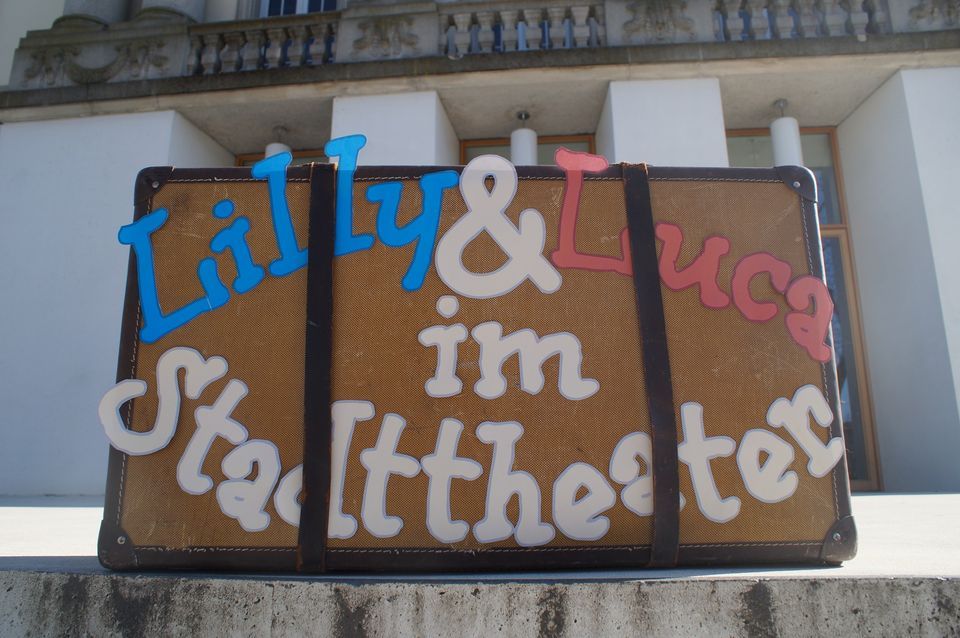 Lilly & Luca
im
Stadttheater